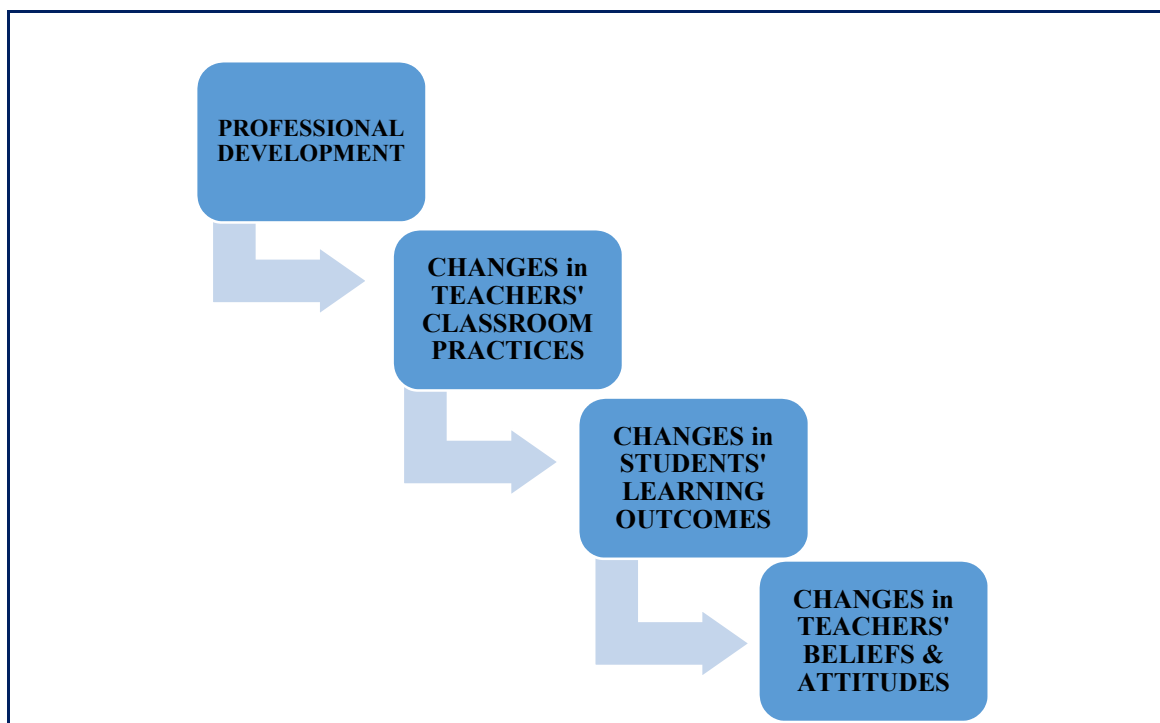 PROFESSIONAL
DEVELOPMENT
CHANGES in
TEACHERS'
CLASSROOM
PRACTICES
CHANGES in
STUDENTS'
LEARNING
OUTCOMES
CHANGES in
TEACHERS'
BELIEFS &
ATTITUDES